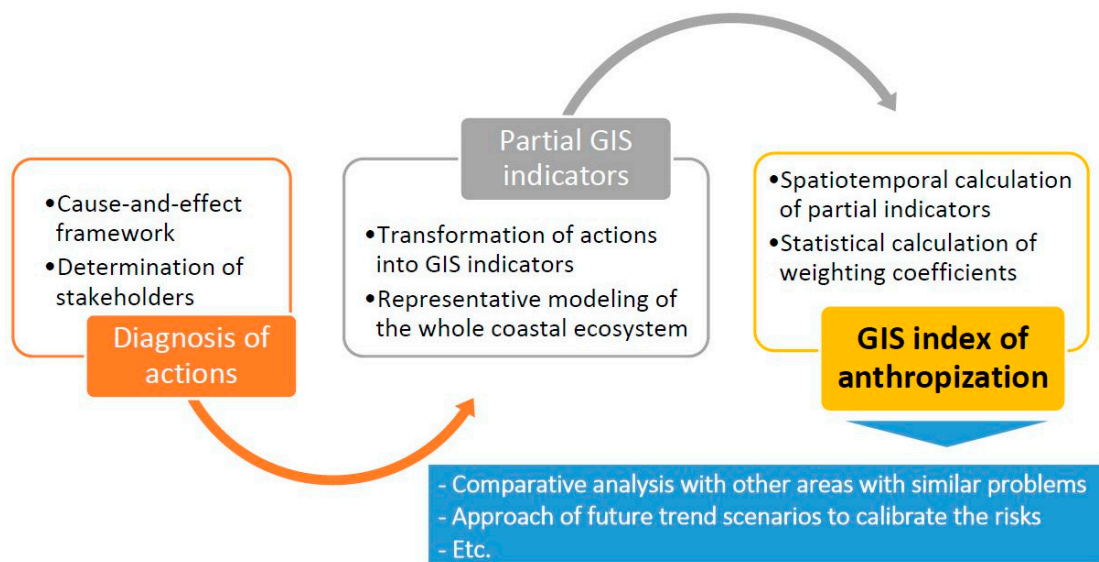 •Cause-and-effect
framework
•Determination of
stakeholders
Diagnosis of
actions
Partial GIS
indicators
•Transformation of actions
into GIS indicators
•Representative modeling of
the whole coastal ecosystem
•Spatiotemporal calculation
of partial indicators
•Statistical calculation of
weighting coefficients
GIS index of
anthropization
- Comparative analysis with other areas with similar problems
- Approach of future trend scenarios to calibrate the risks
- Etc.